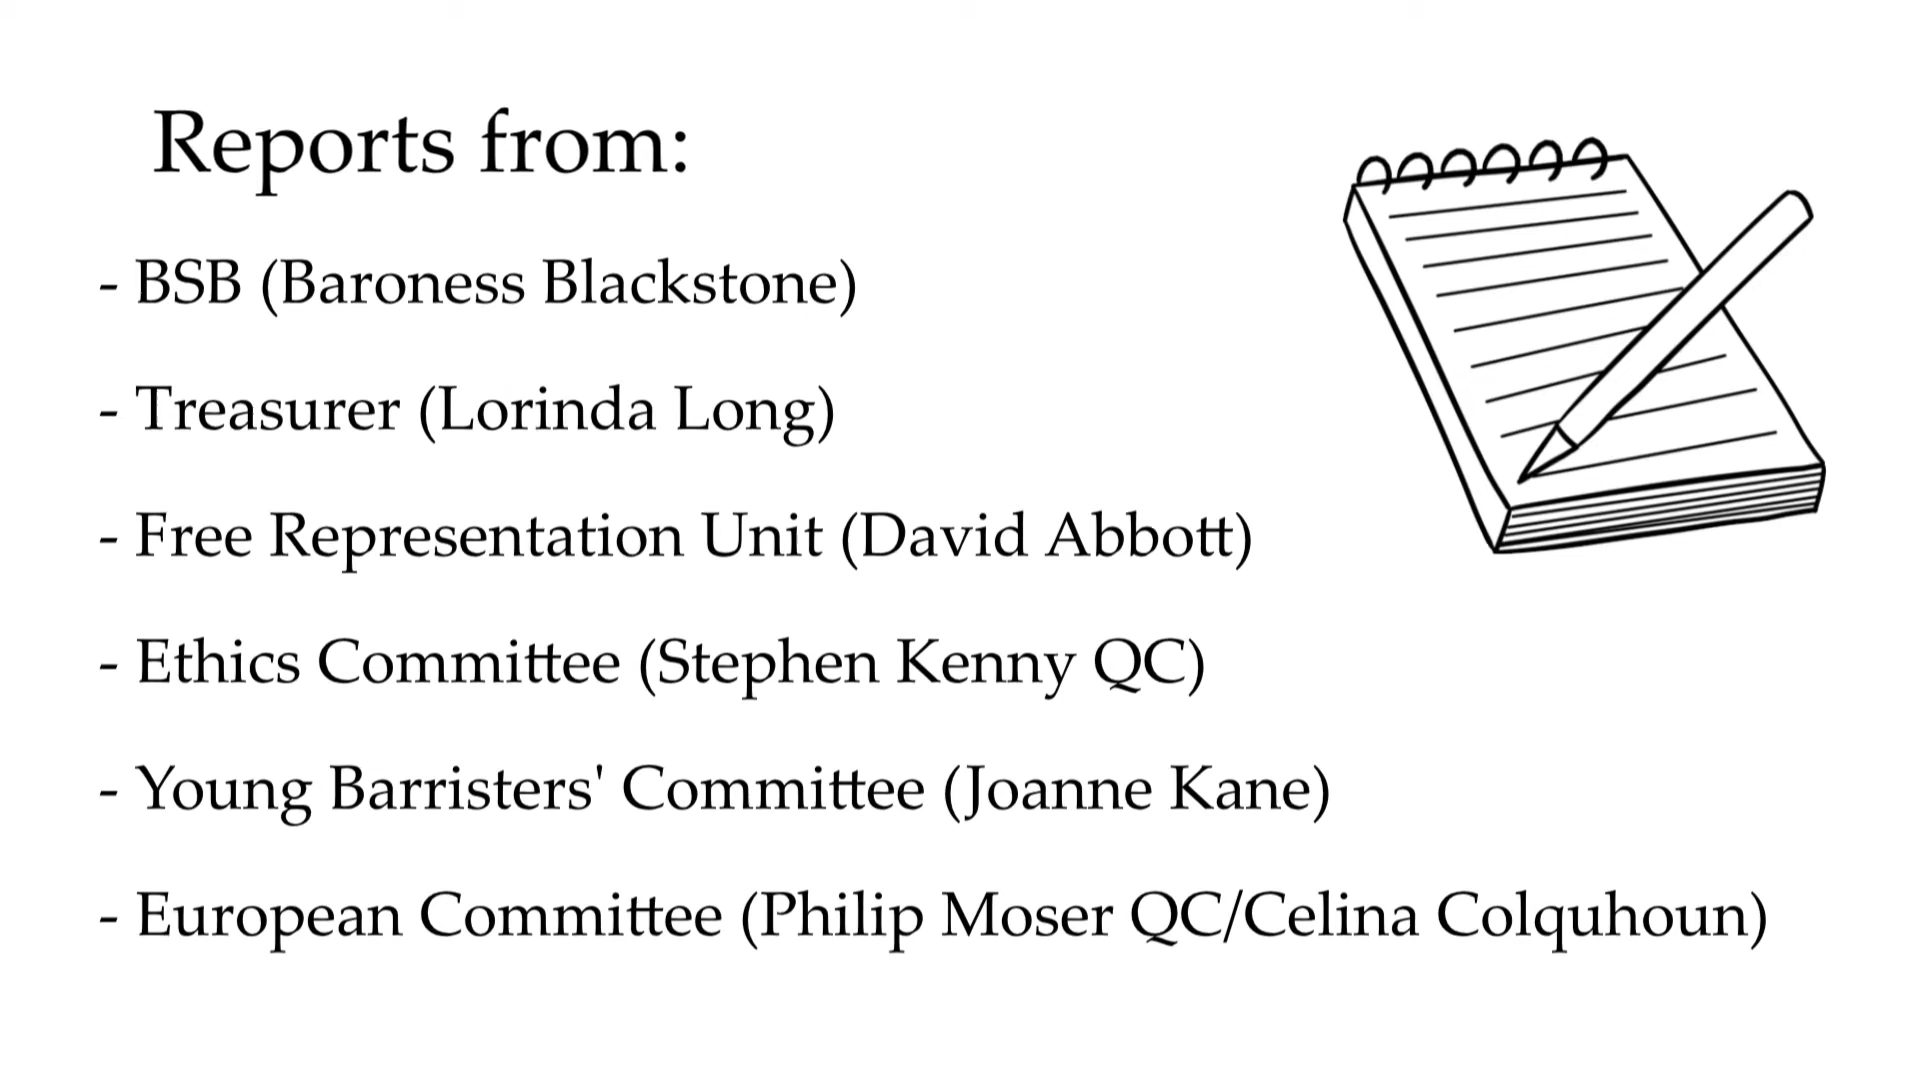 Reports from:
- BSB (Baroness Blackstone)
- Treasurer (Lorinda Long)
- Free Representation Unit (David Abbott)
- Ethics Committee (Stephen Kenny QC)
- Young Barristers' Committee (Joanne Kane)
- European Committee (Philip Moser QC/Celina Colquhoun)